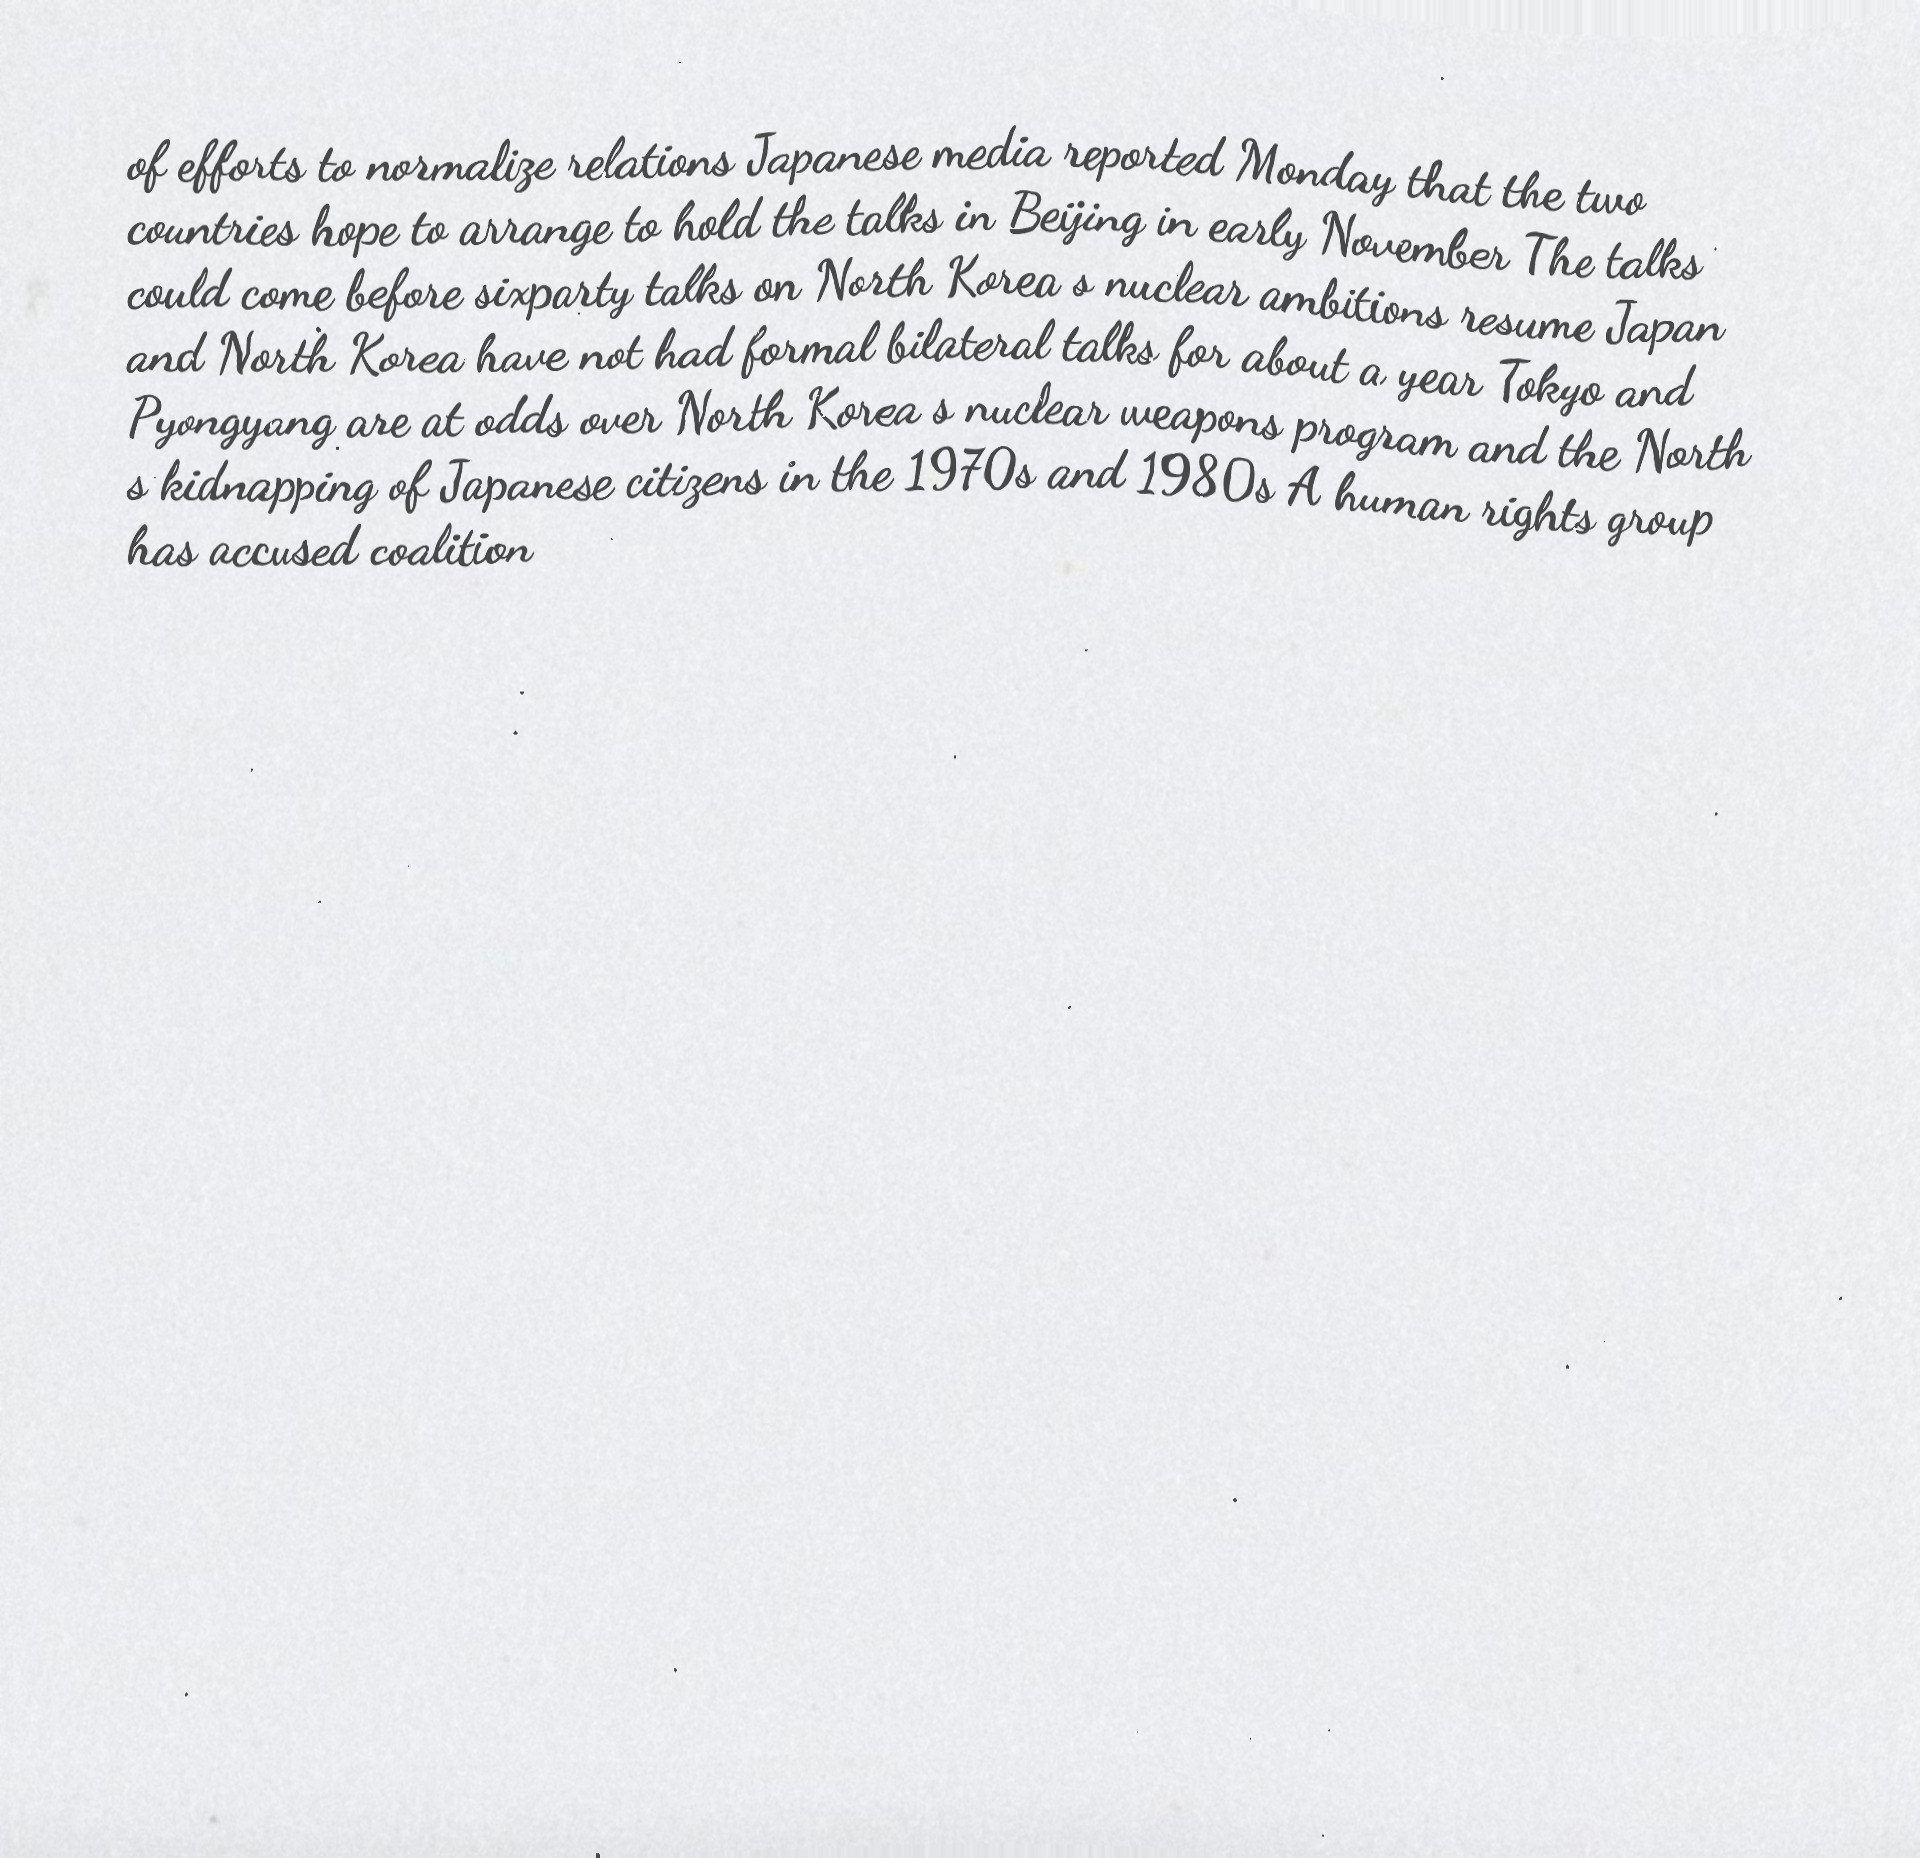 of efforts to normalize relations Japanese media reported Monday that the two
countries hope to arrange to hold the talks in Beijing in early November The talks
could come before sixparty talks on North Korea s nuclear ambitions resume Japan
and North Korea have not had formal bilateral talks for about a year Tokyo and
Pyongyang are at odds over North Korea s nuclear weapons program and the North
s kidnapping of Japanese citizens in the 1970s and 1980s A human rights group
has accused coalition